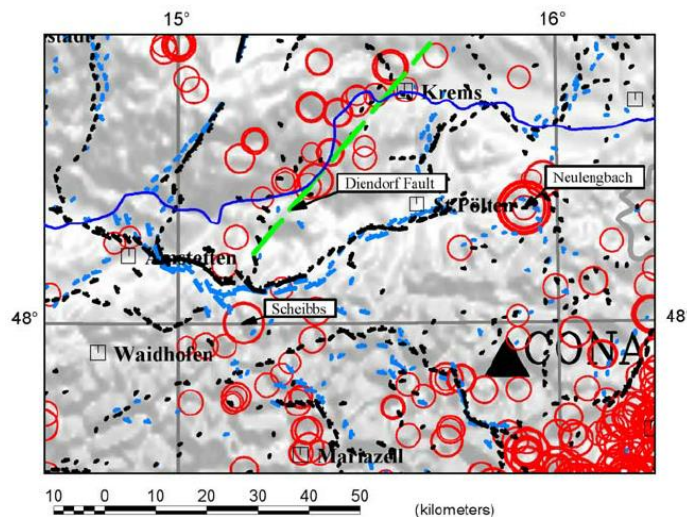 15°
16°
stadt
Krems
Diendorf Fault
Neulengbach
St.Pölten
Amstetten
Scheibbs
48°
48°
Waidhofen
CONA
Mariazell
10 0 10 20 30 40 50 (kilometers)